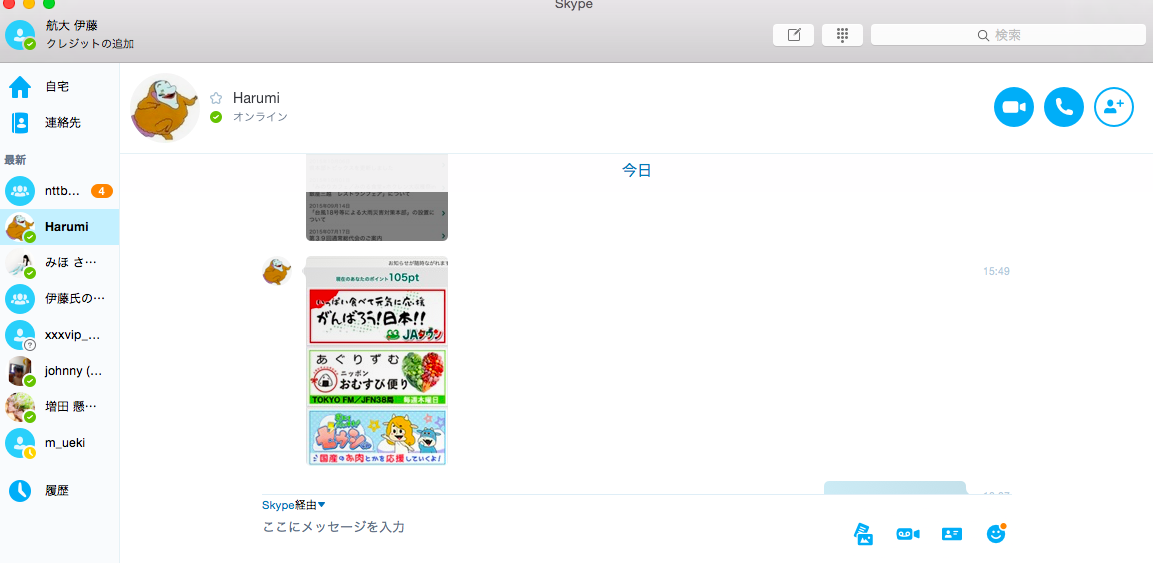 Skype
航大 伊藤
クレジットの追加
検索
自宅
連絡先
最新
nttb... 4
Harumi
みほ さ…
伊藤氏の…
xxxvip_...
johnny (...
増田 懸…
m_ueki
履歴
Harumi
オンライン
今日
2015年09月14日
「台風18号等による大雨災害対策本部」の設置に
ついて
2015年07月17日
第39回通常総代会のご案内
お知らせが随時ながれます
現在のあなたのポイント105pt
いっぱい食べて元気に応援
がんばろう!日本!!
JAタウン
あぐりずむ
ニッポン
おむすび便り
TOKYO FM/JFN38局 毎週木曜日
国産のお肉とかを応援していくよ!
15:49
Skype経由
ここにメッセージを入力